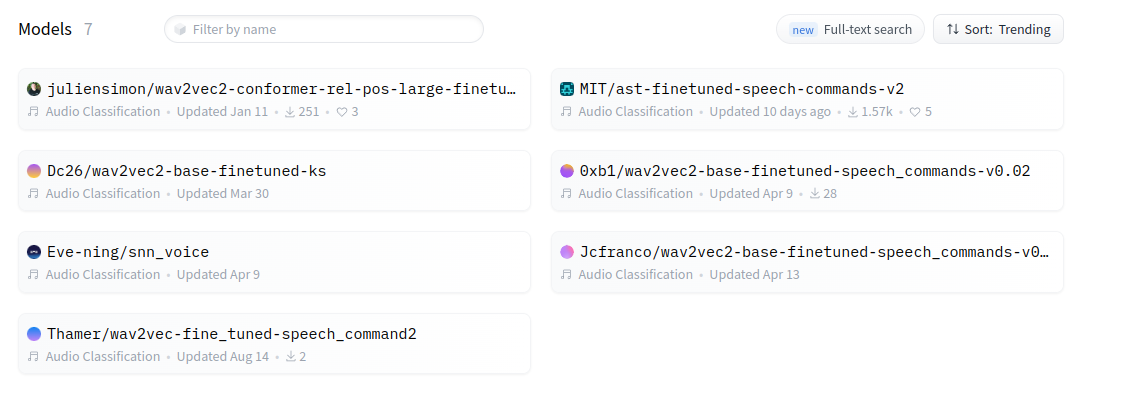 Models 7 Filter by name new Full-text search Sort: Trending
juliensimon/wav2vec2-conformer-rel-pos-large-finetu…
Audio Classification • Updated Jan 11 • 251 • 3
MIT/ast-finetuned-speech-commands-v2
Audio Classification • Updated 10 days ago • 1.57k • 5
Dc26/wav2vec2-base-finetuned-ks
Audio Classification • Updated Mar 30
0xb1/wav2vec2-base-finetuned-speech_commands-v0.02
Audio Classification • Updated Apr 9 • 28
Eve-ning/snn_voice
Audio Classification • Updated Apr 9
Jcfranco/wav2vec2-base-finetuned-speech_commands-v0…
Audio Classification • Updated Apr 13
Thamer/wav2vec-fine_tuned-speech_command2
Audio Classification • Updated Aug 14 • 2